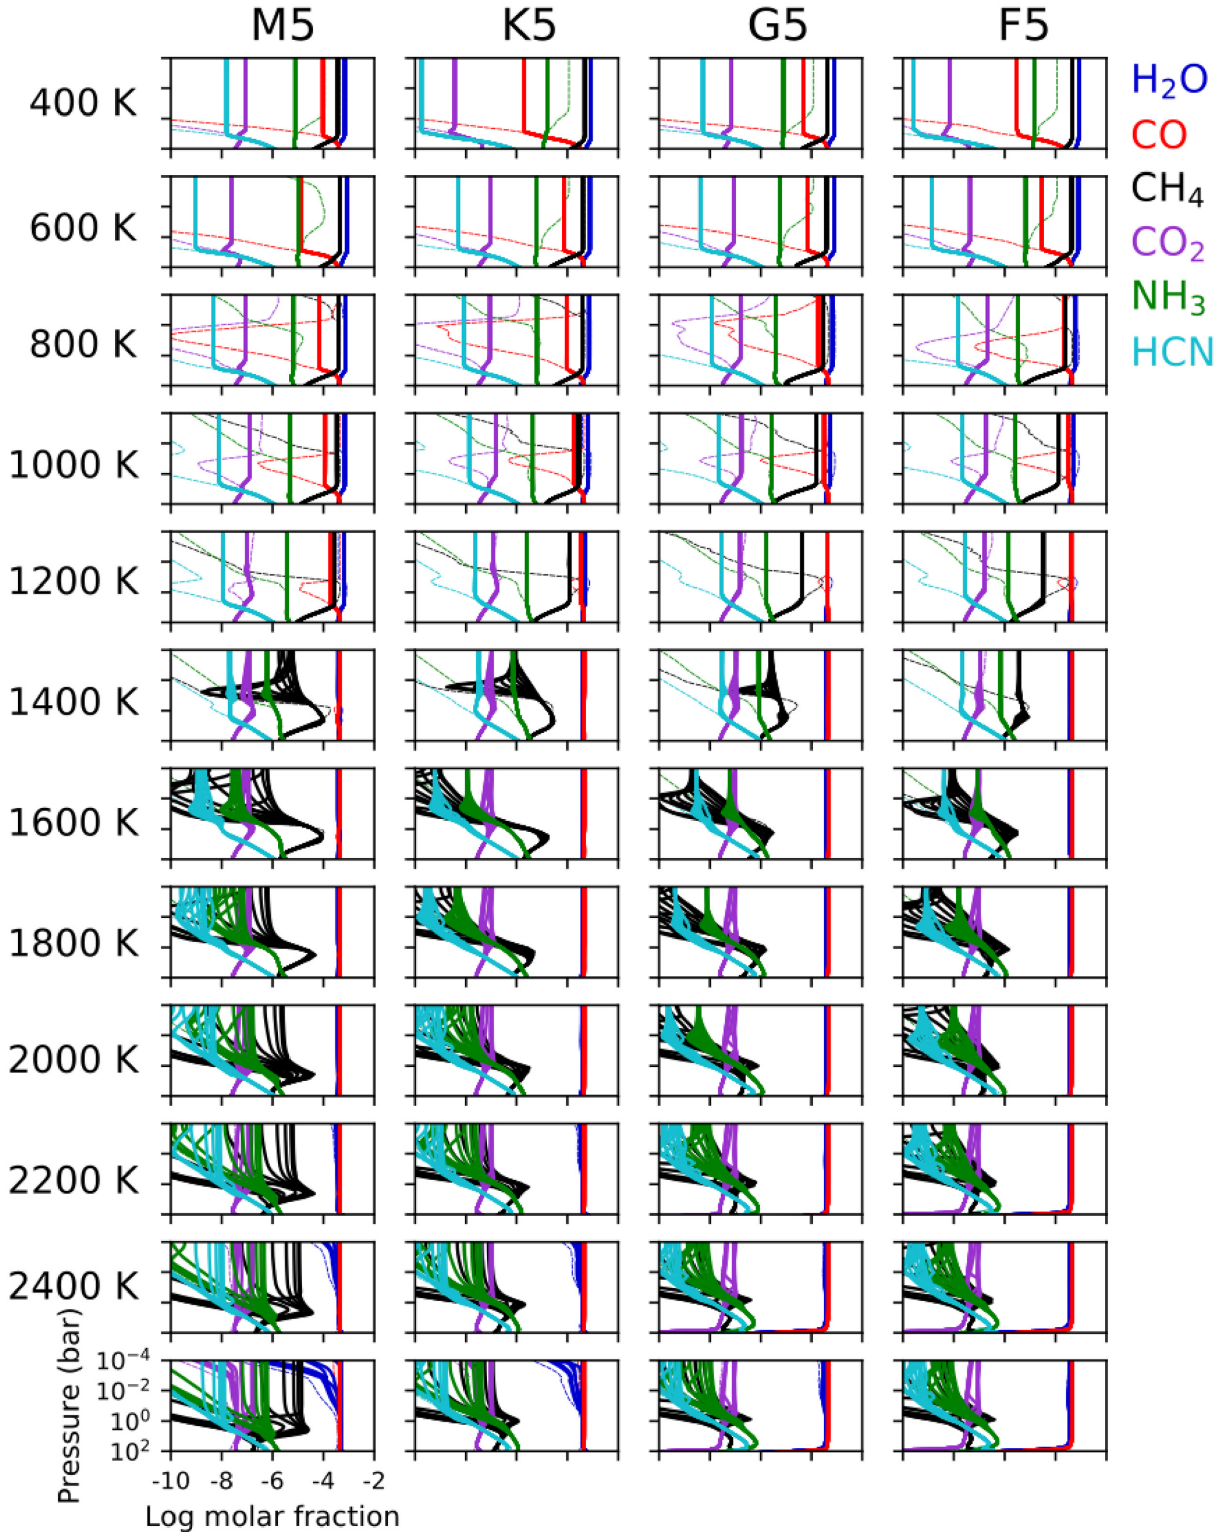 M5 K5 G5 F5
400 K
600 K
800 K
1000 K
1200 K
1400 K
1600 K
1800 K
2000 K
2200 K
2400 K
H₂O
CO
CH₄
CO₂
NH₃
HCN
Pressure (bar)
10⁻⁴
10⁻²
10⁰
10²
-10 -8 -6 -4 -2
Log molar fraction